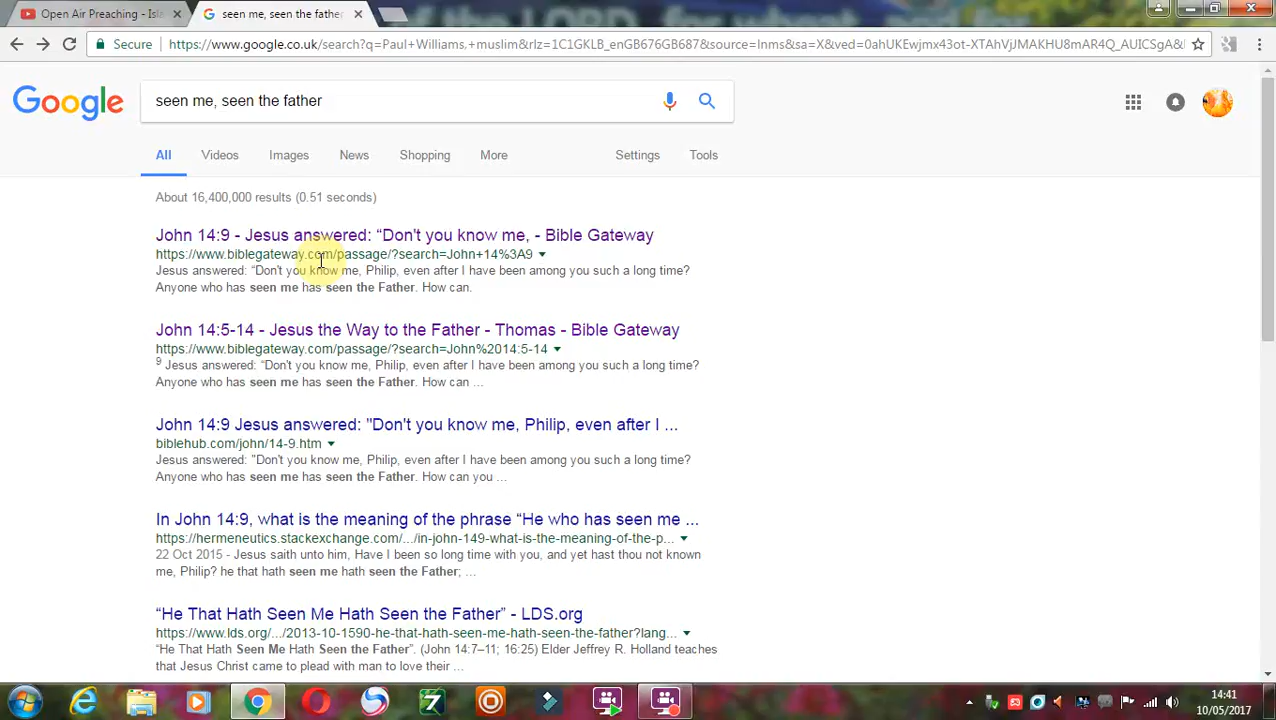 Open Air Preaching - Isl
seen me, seen the father
Secure
https://www.google.co.uk/search?q=Paul+Williams,+muslim&rlz=1C1GKLB_enGB676GB687&source=lnms&sa=X&ved=0ahUKEwjmx43ot-XTAhVjJMAKHU8mAR4Q_AUICSgA&
Google
seen me, seen the father
All Videos Images News Shopping More Settings Tools
About 16,400,000 results (0.51 seconds)
John 14:9 - Jesus answered: “Don't you know me, - Bible Gateway
https://www.biblegateway.com/passage/?search=John+14%3A9
Jesus answered: “Don't you know me, Philip, even after I have been among you such a long time?
Anyone who has seen me has seen the Father. How can.
John 14:5-14 - Jesus the Way to the Father - Thomas - Bible Gateway
https://www.biblegateway.com/passage/?search=John%2014:5-14
9 Jesus answered: “Don't you know me, Philip, even after I have been among you such a long time?
Anyone who has seen me has seen the Father. How can ...
John 14:9 Jesus answered: "Don't you know me, Philip, even after I ...
biblehub.com/john/14-9.htm
Jesus answered: "Don't you know me, Philip, even after I have been among you such a long time?
Anyone who has seen me has seen the Father. How can you ...
In John 14:9, what is the meaning of the phrase “He who has seen me ...
https://hermeneutics.stackexchange.com/.../in-john-149-what-is-the-meaning-of-the-p...
22 Oct 2015 - Jesus saith unto him, Have I been so long time with you, and yet hast thou not known
me, Philip? he that hath seen me hath seen the Father; ...
“He That Hath Seen Me Hath Seen the Father” - LDS.org
https://www.lds.org/.../2013-10-1590-he-that-hath-seen-me-hath-seen-the-father?lang...
“He That Hath Seen Me Hath Seen the Father”. (John 14:7–11; 16:25) Elder Jeffrey R. Holland teaches
that Jesus Christ came to plead with man to love their ...
14:41
10/05/2017